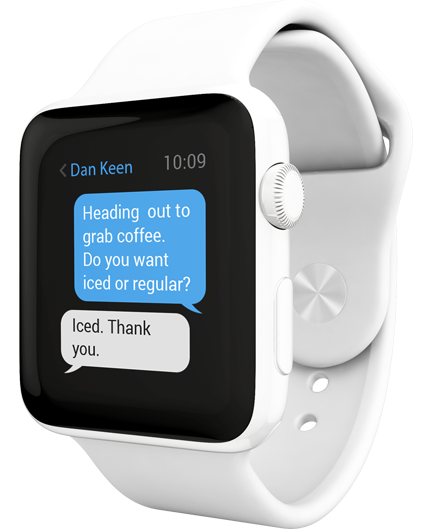 < Dan Keen 10:09
Heading out to
grab coffee.
Do you want
iced or regular?
Iced. Thank
you.